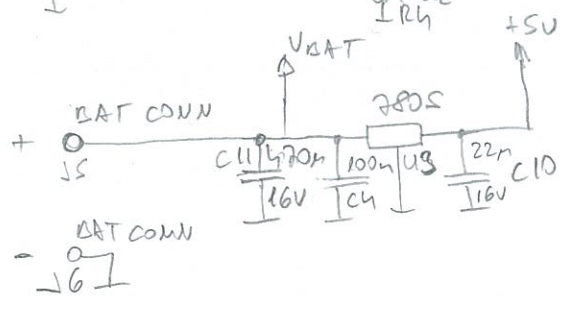 IR4
+5V
VBAT
BAT CONN
7805
+
J5
C11
470µ
100n
U3
22µ
C10
16V
C4
16V
BAT CONN
-
J6